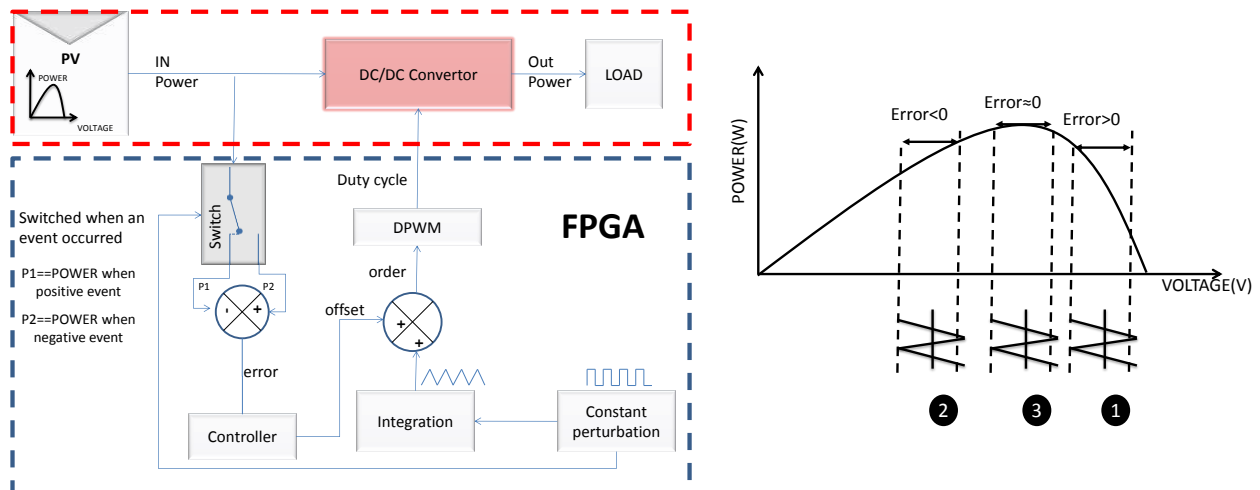 PV
POWER
VOLTAGE
IN
Power
DC/DC Convertor
Out
Power
LOAD
Duty cycle
FPGA
Switched when an
event occurred
Switch
DPWM
P1==POWER when
positive event
P1
P2
order
P2==POWER when
negative event
-
+
offset
+
+
error
Controller
Integration
Constant
perturbation
POWER(W)
Error<0
Error≈0
Error>0
VOLTAGE(V)
2
3
1